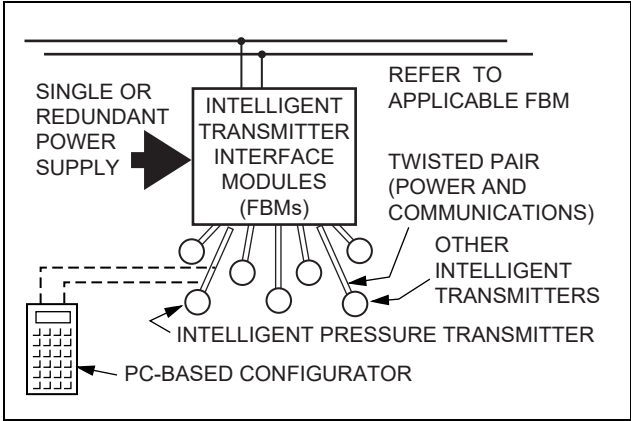 SINGLE OR
REDUNDANT
POWER
SUPPLY
INTELLIGENT
TRANSMITTER
INTERFACE
MODULES
(FBMs)
REFER TO
APPLICABLE FBM
TWISTED PAIR
(POWER AND
COMMUNICATIONS)
OTHER
INTELLIGENT
TRANSMITTERS
INTELLIGENT PRESSURE TRANSMITTER
PC-BASED CONFIGURATOR